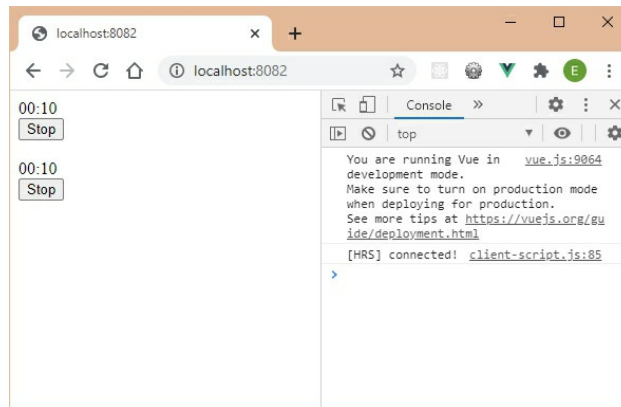 localhost:8082
localhost:8082
E
00:10
Stop
00:10
Stop
Console
top
You are running Vue in vue.js:9064
development mode.
Make sure to turn on production mode
when deploying for production.
See more tips at https://vuejs.org/gu
ide/deployment.html
[HRS] connected! client-script.js:85